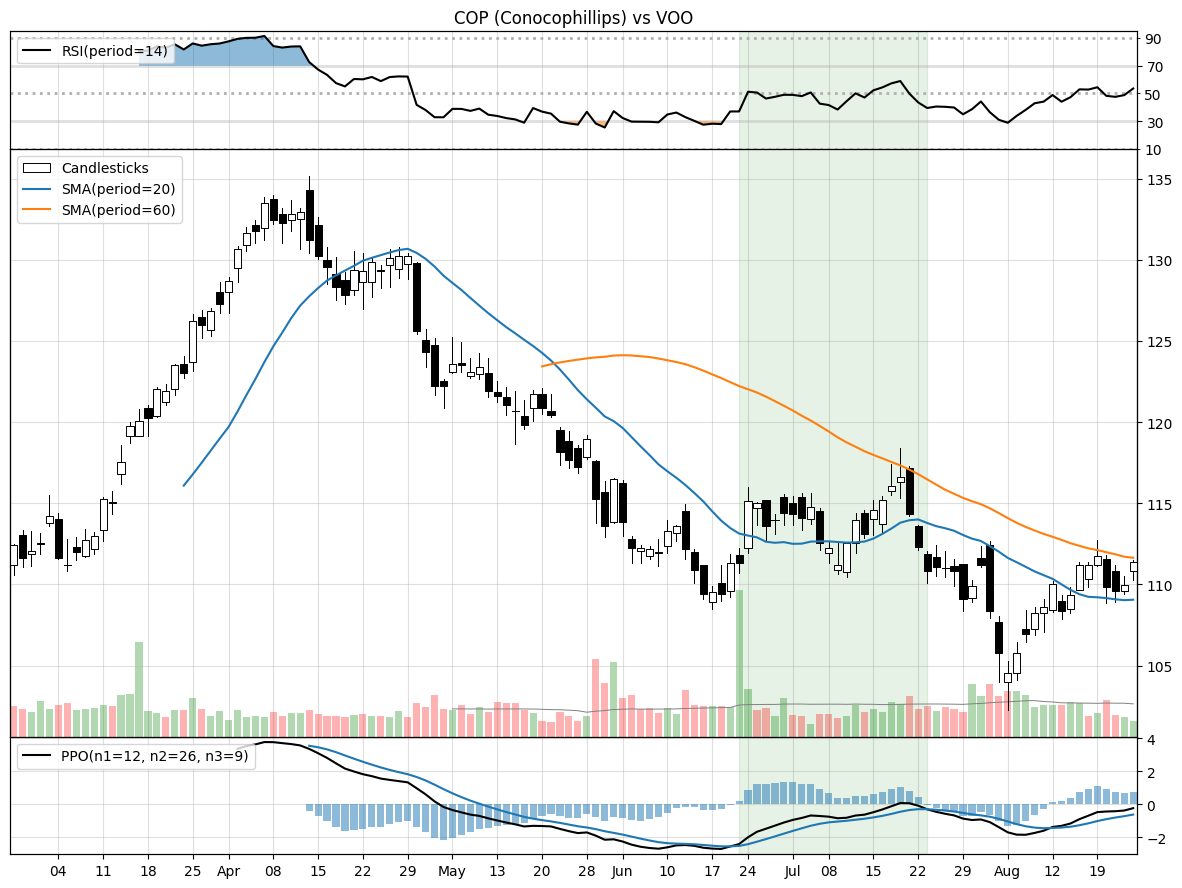 COP (Conocophillips) vs VOO
RSI(period=14)
90
70
50
30
10
Candlesticks
SMA(period=20)
SMA(period=60)
135
130
125
120
115
110
105
PPO(n1=12, n2=26, n3=9)
4
2
0
−2
04 11 18 25 Apr 08 15 22 29 May 13 20 28 Jun 10 17 24 Jul 08 15 22 29 Aug 12 19